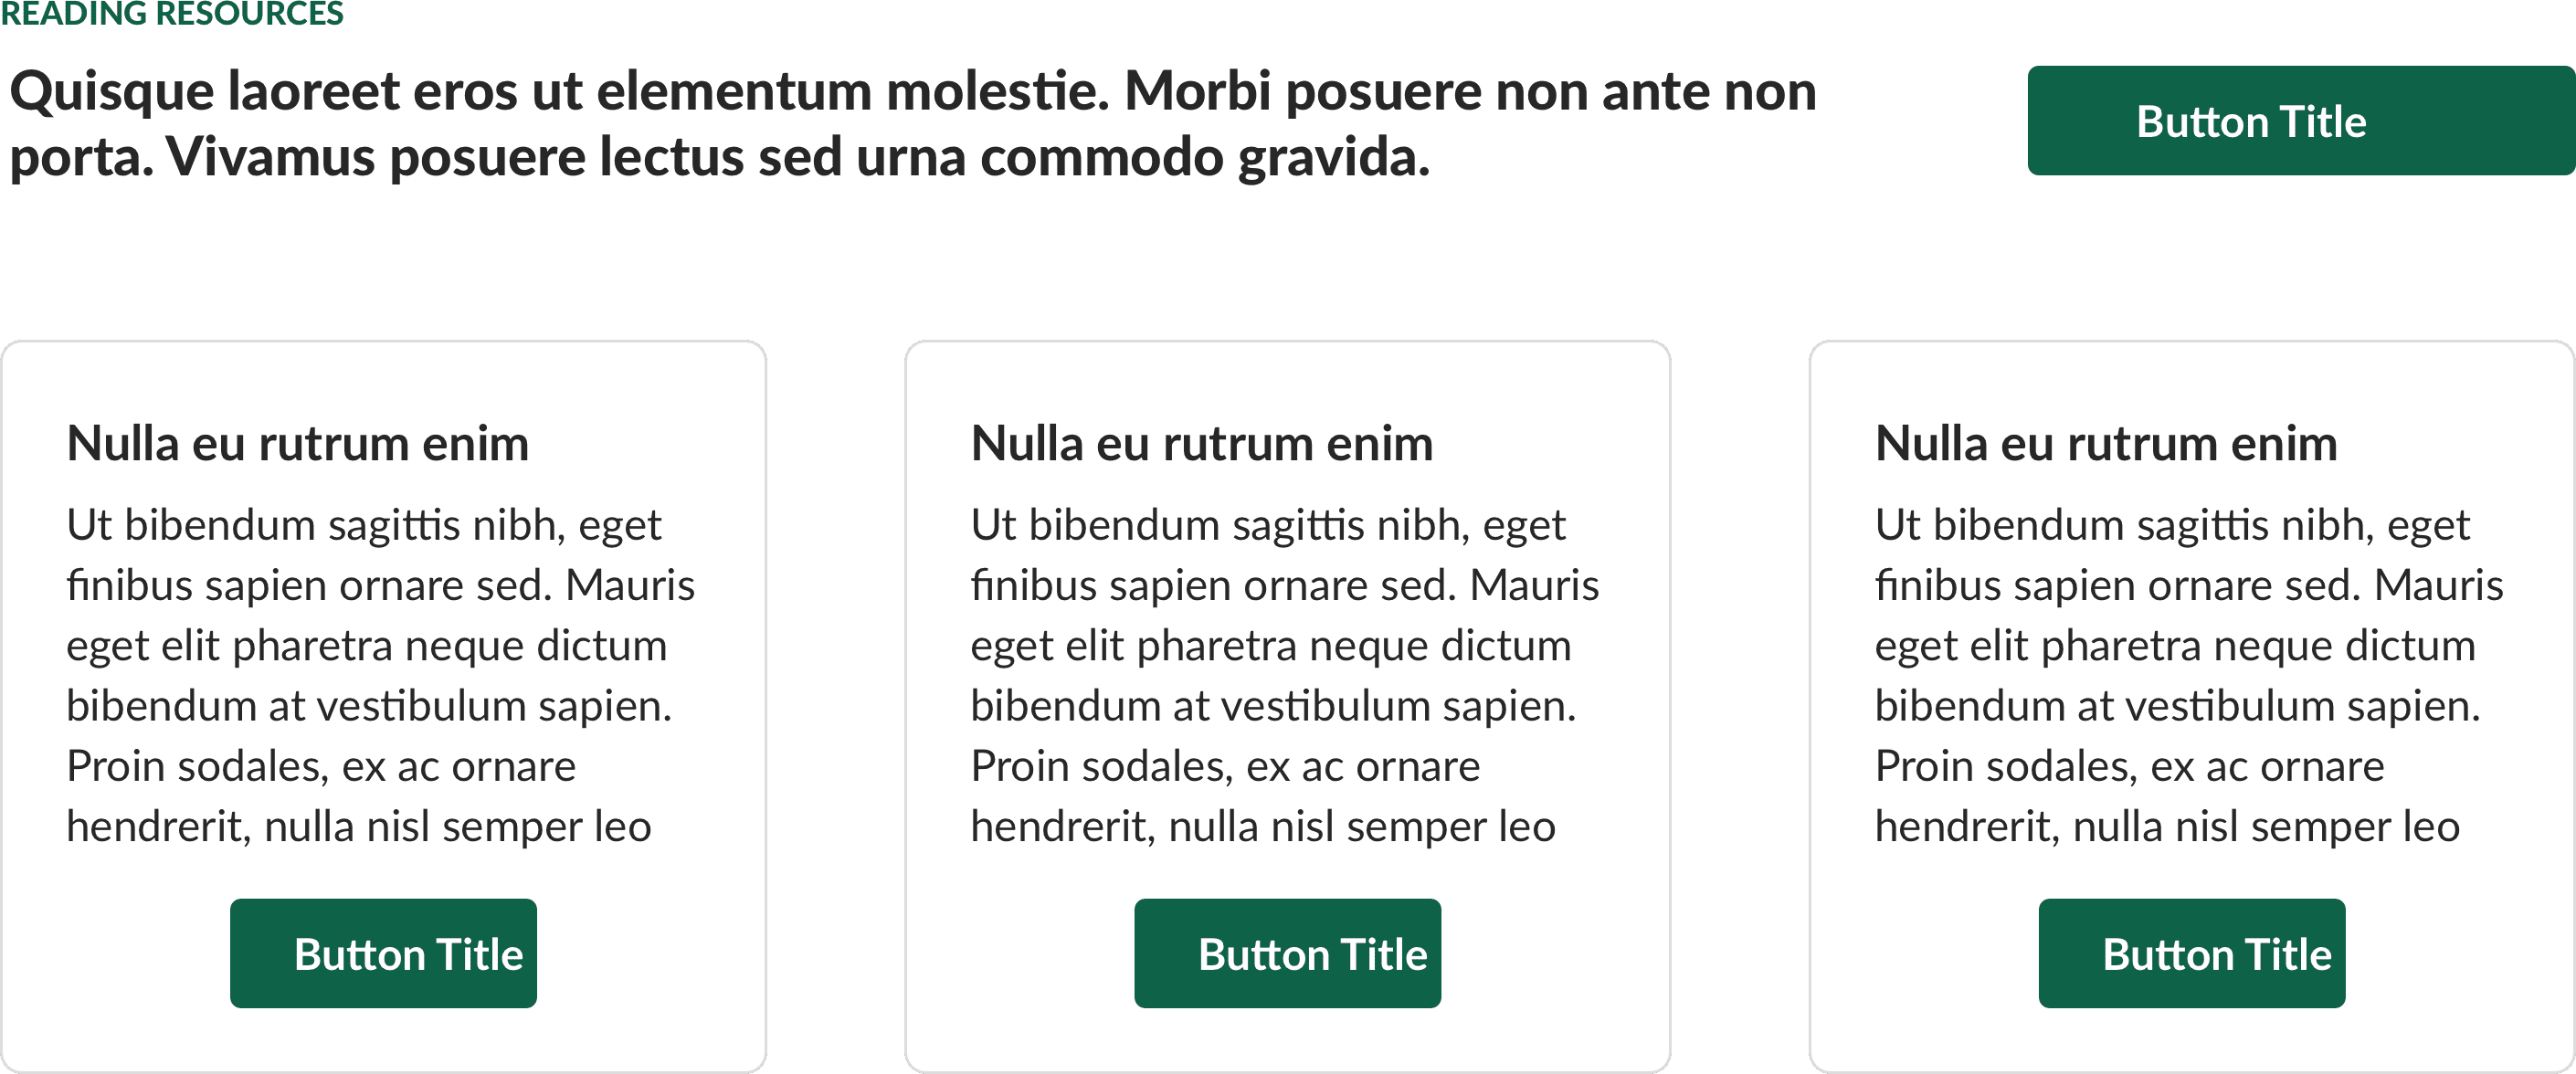 READING RESOURCES
Quisque laoreet eros ut elementum molestie. Morbi posuere non ante non
porta. Vivamus posuere lectus sed urna commodo gravida.
Button Title
Nulla eu rutrum enim
Ut bibendum sagittis nibh, eget
finibus sapien ornare sed. Mauris
eget elit pharetra neque dictum
bibendum at vestibulum sapien.
Proin sodales, ex ac ornare
hendrerit, nulla nisl semper leo
Button Title
Nulla eu rutrum enim
Ut bibendum sagittis nibh, eget
finibus sapien ornare sed. Mauris
eget elit pharetra neque dictum
bibendum at vestibulum sapien.
Proin sodales, ex ac ornare
hendrerit, nulla nisl semper leo
Button Title
Nulla eu rutrum enim
Ut bibendum sagittis nibh, eget
finibus sapien ornare sed. Mauris
eget elit pharetra neque dictum
bibendum at vestibulum sapien.
Proin sodales, ex ac ornare
hendrerit, nulla nisl semper leo
Button Title